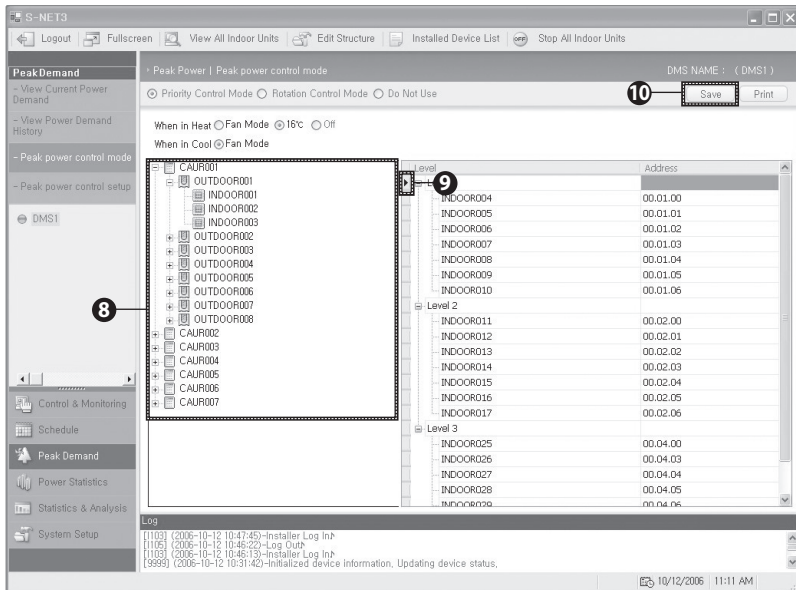 S-NET3
Logout Fullscreen View All Indoor Units Edit Structure Installed Device List OFF Stop All Indoor Units
PeakDemand
- View Current Power Demand
- View Power Demand History
- Peak power control mode
- Peak power control setup
DMS1
Control & Monitoring
Schedule
Peak Demand
Power Statistics
Statistics & Analysis
System Setup
Peak Power | Peak power control mode DMS NAME : ( DMS1 )
Priority Control Mode Rotation Control Mode Do Not Use
10 Save Print
When in Heat Fan Mode 16℃ Off
When in Cool Fan Mode
8
CAUR001
OUTDOOR001
INDOOR001
INDOOR002
INDOOR003
OUTDOOR002
OUTDOOR003
OUTDOOR004
OUTDOOR005
OUTDOOR006
OUTDOOR007
OUTDOOR008
CAUR002
CAUR003
CAUR004
CAUR005
CAUR006
CAUR007
9
Level Address
INDOOR004 00.01.00
INDOOR005 00.01.01
INDOOR006 00.01.02
INDOOR007 00.01.03
INDOOR008 00.01.04
INDOOR009 00.01.05
INDOOR010 00.01.06
Level 2
INDOOR011 00.02.00
INDOOR012 00.02.01
INDOOR013 00.02.02
INDOOR014 00.02.03
INDOOR015 00.02.04
INDOOR016 00.02.05
INDOOR017 00.02.06
Level 3
INDOOR025 00.04.00
INDOOR026 00.04.03
INDOOR027 00.04.04
INDOOR028 00.04.05
INDOOR029 00.04.06
Log
[1103] (2006-10-12 10:47:45)-Installer Log In
[1105] (2006-10-12 10:46:22)-Log Out
[1103] (2006-10-12 10:46:13)-Installer Log In
[9999] (2006-10-12 10:31:42)-Initialized device information, Updating device status,
10/12/2006 11:11 AM